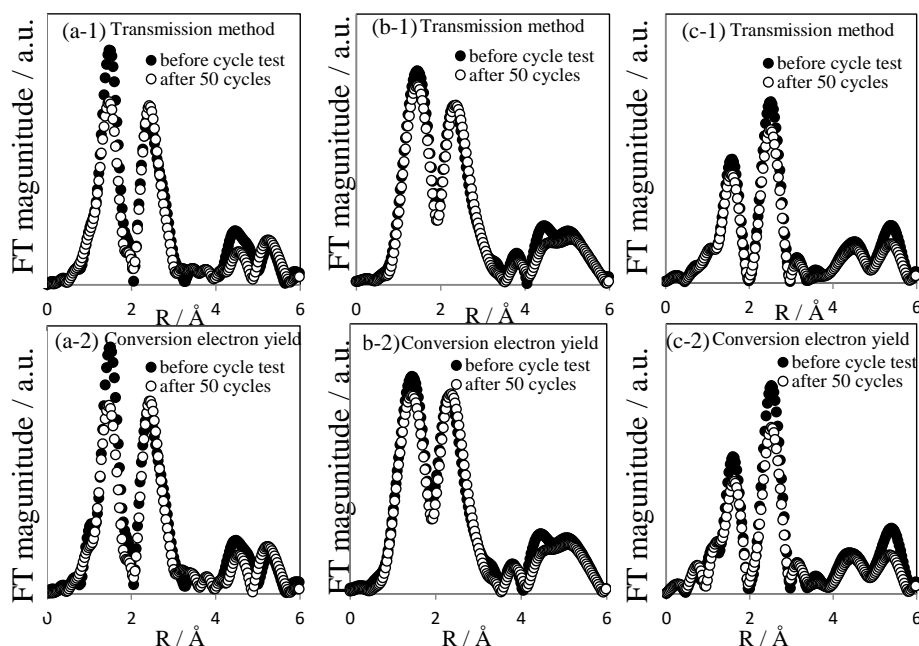 (a-1) Transmission method
● before cycle test
○ after 50 cycles
FT magunitude / a.u.
0 2 4 6
R / Å
(b-1) Transmission method
● before cycle test
○ after 50 cycles
FT magunitude / a.u.
0 2 4 6
R / Å
(c-1) Transmission method
● before cycle test
○ after 50 cycles
FT magunitude / a.u.
0 2 4 6
R / Å
(a-2) Conversion electron yield
● before cycle test
○ after 50 cycles
FT magunitude / a.u.
0 2 4 6
R / Å
b-2) Conversion electron yield
● before cycle test
○ after 50 cycles
FT magunitude / a.u.
0 2 4 6
R / Å
(c-2) Conversion electron yield
● before cycle test
○ after 50 cycles
FT magunitude / a.u.
0 2 4 6
R / Å